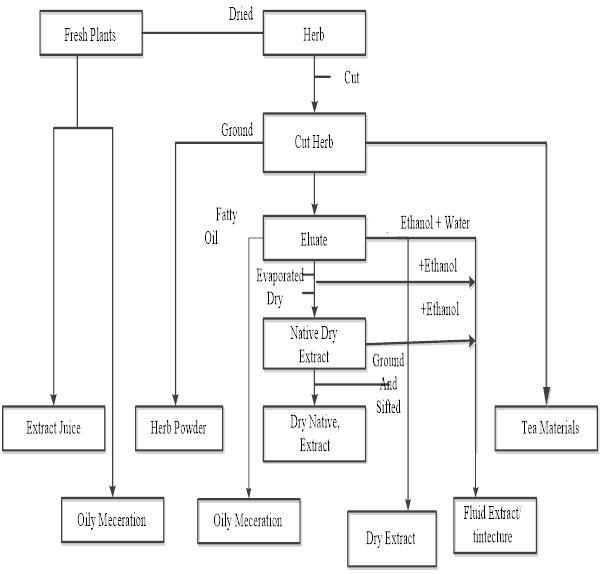 Dried
Fresh Plants
Herb
Cut
Ground
Cut Herb
Fatty
Oil
Eluate
Ethanol + Water
Evaporated
Dry
+Ethanol
+Ethanol
Native Dry
Extract
Ground
And
Sifted
Extract Juice
Herb Powder
Dry Native,
Extract
Tea Materials
Oily Meceration
Oily Meceration
Dry Extract
Fluid Extract/
tintecture